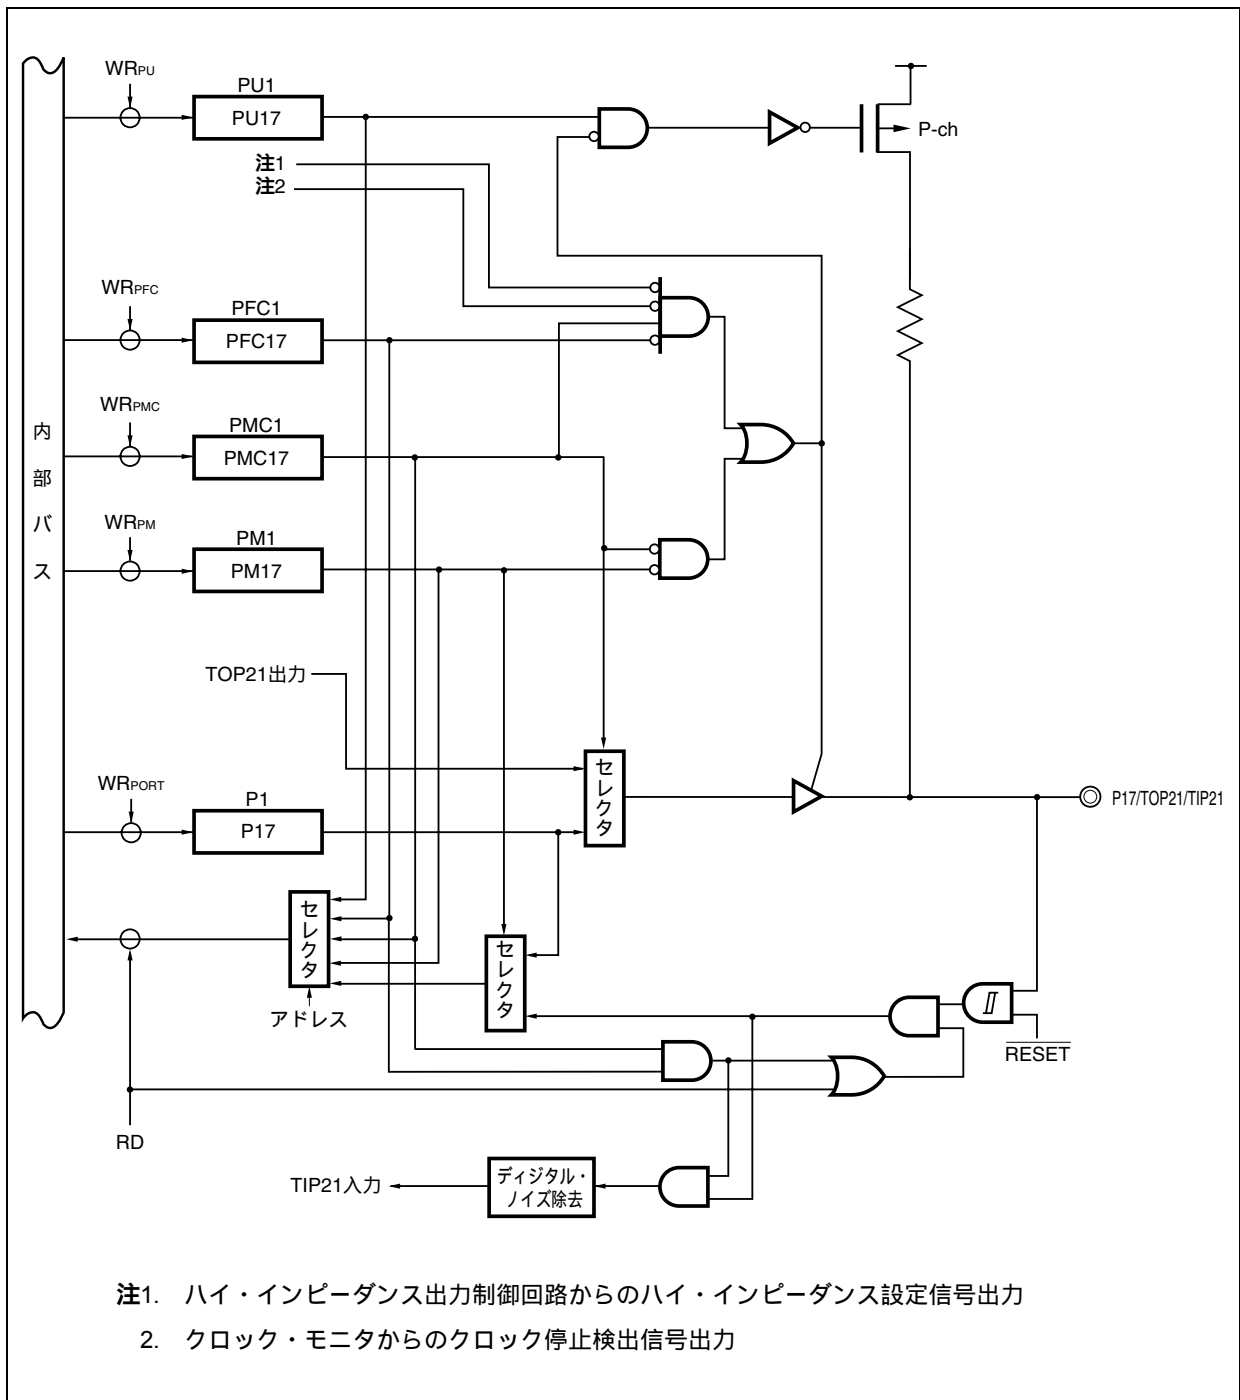 WRPU
PU1
PU17
P-ch
注1
注2
WRPFC
PFC1
PFC17
WRPMC
PMC1
PMC17
内部バス
WRPM
PM1
PM17
TOP21出力
セレクタ
WRPORT
P1
P17
P17/TOP21/TIP21
セレクタ
セレクタ
アドレス
RESET
RD
TIP21入力
ディジタル・
ノイズ除去
注1. ハイ・インピーダンス出力制御回路からのハイ・インピーダンス設定信号出力
2. クロック・モニタからのクロック停止検出信号出力